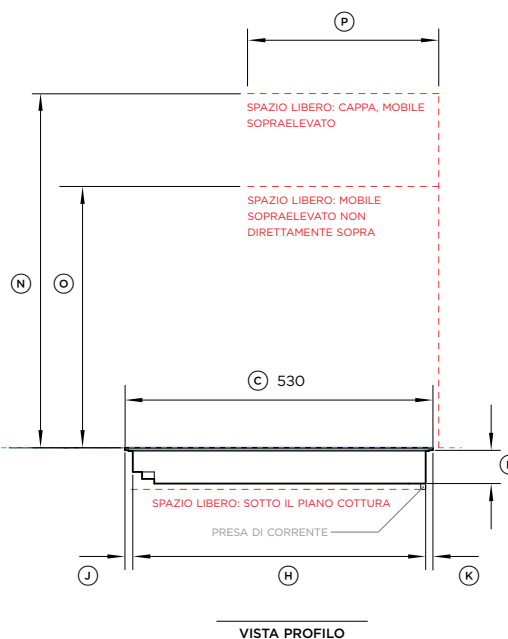 P
SPAZIO LIBERO: CAPPA, MOBILE
SOPRAELEVATO
SPAZIO LIBERO: MOBILE
SOPRAELEVATO NON
DIRETTAMENTE SOPRA
N
O
C 530
SPAZIO LIBERO: SOTTO IL PIANO COTTURA
PRESA DI CORRENTE
J
H
K
VISTA PROFILO